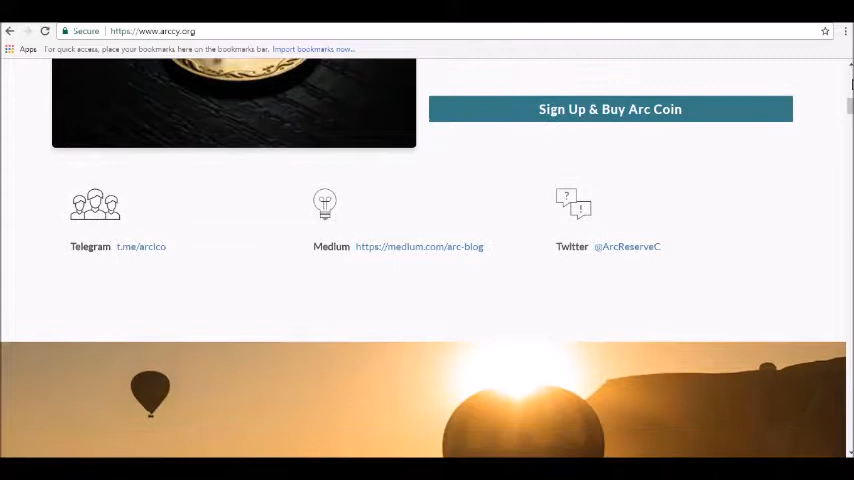 Secure https://www.arccy.org
Apps For quick access, place your bookmarks here on the bookmarks bar. Import bookmarks now...
Sign Up & Buy Arc Coin
? !
Telegram t.me/arcico
Medium https://medium.com/arc-blog
Twitter @ArcReserveC